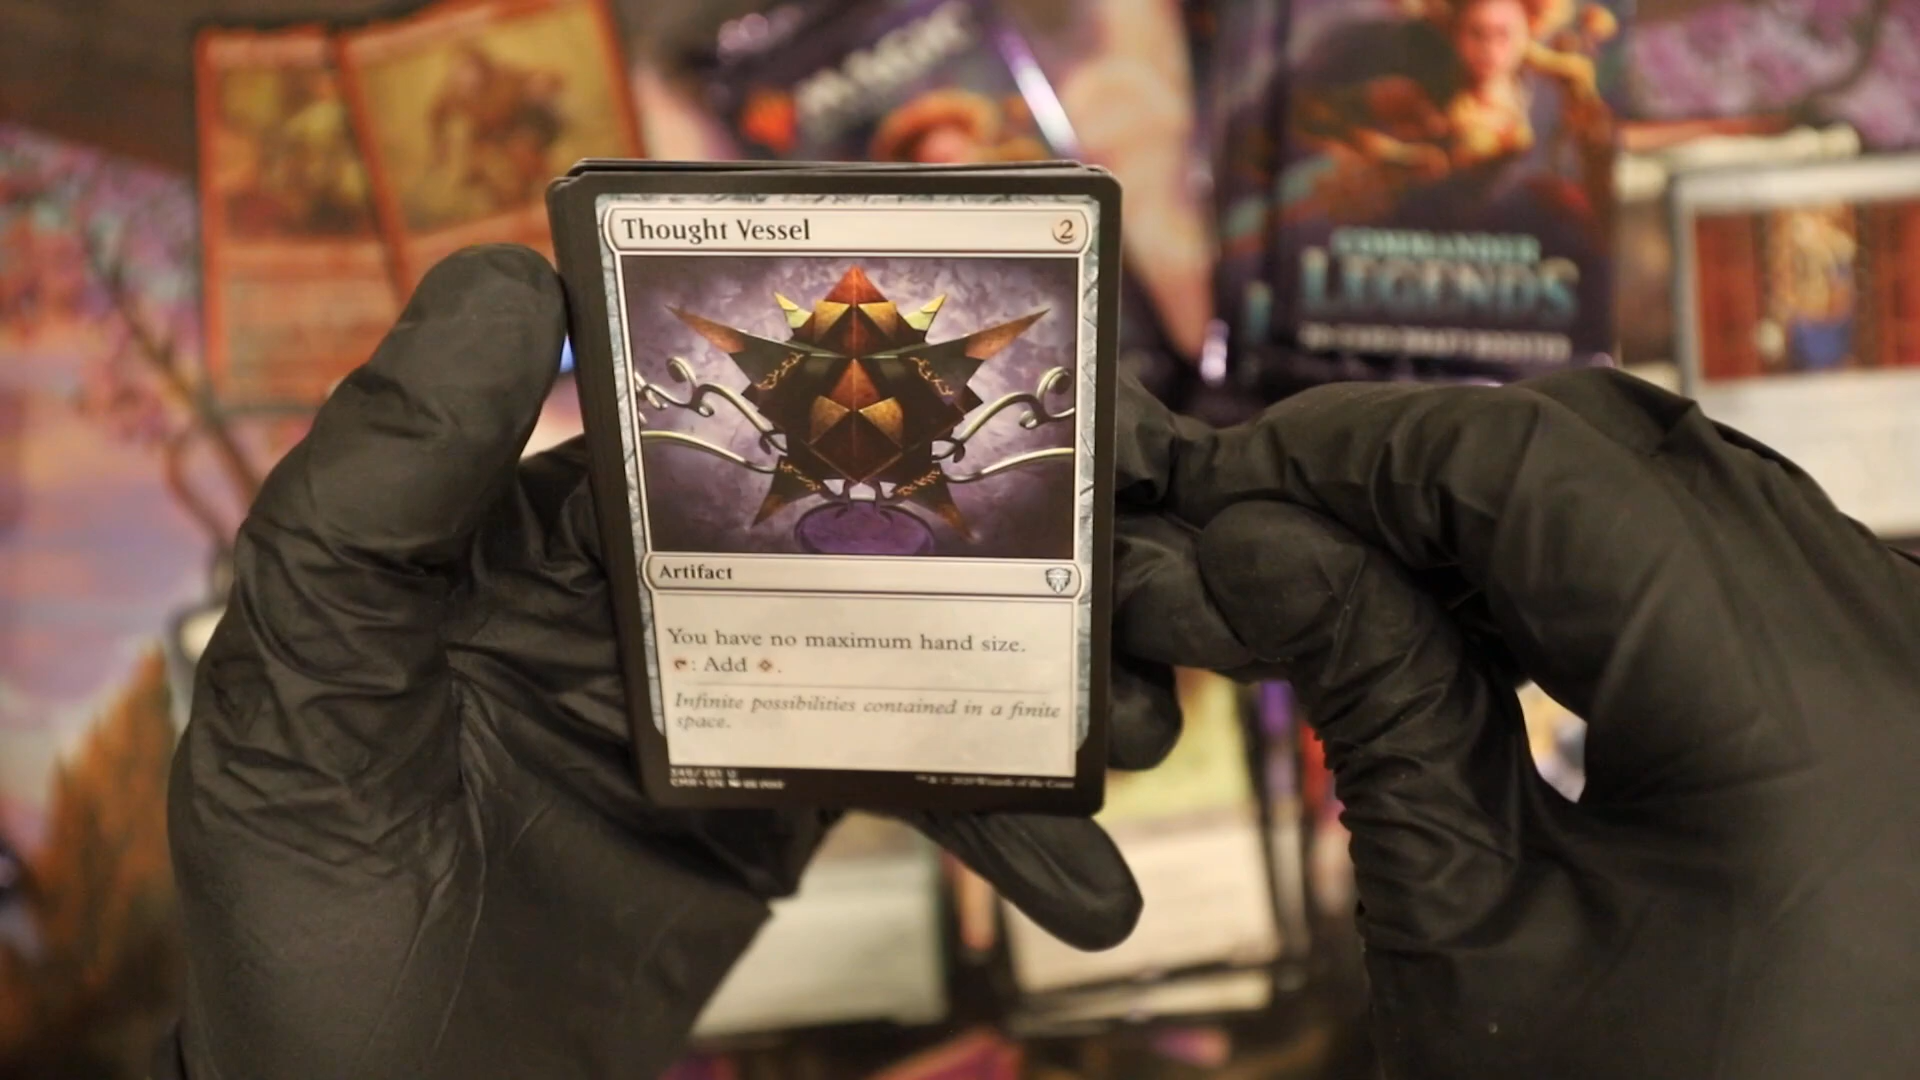 COMMANDER
LEGENDS
Thought Vessel 2
Artifact
You have no maximum hand size.
: Add .
Infinite possibilities contained in a finite
space.